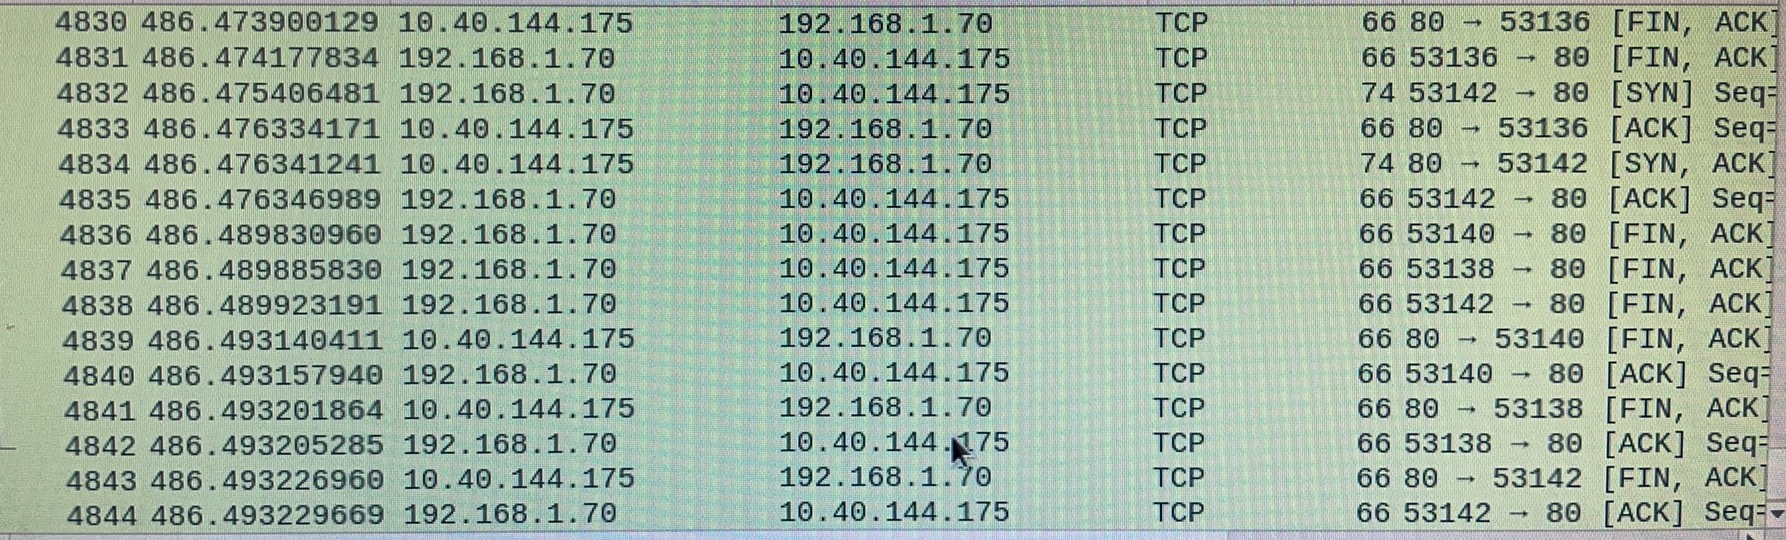 4830 486.473900129 10.40.144.175 192.168.1.70 TCP 66 80 → 53136 [FIN, ACK]
4831 486.474177834 192.168.1.70 10.40.144.175 TCP 66 53136 → 80 [FIN, ACK]
4832 486.475406481 192.168.1.70 10.40.144.175 TCP 74 53142 → 80 [SYN] Seq=
4833 486.476334171 10.40.144.175 192.168.1.70 TCP 66 80 → 53136 [ACK] Seq=
4834 486.476341241 10.40.144.175 192.168.1.70 TCP 74 80 → 53142 [SYN, ACK]
4835 486.476346989 192.168.1.70 10.40.144.175 TCP 66 53142 → 80 [ACK] Seq=
4836 486.489830960 192.168.1.70 10.40.144.175 TCP 66 53140 → 80 [FIN, ACK]
4837 486.489885830 192.168.1.70 10.40.144.175 TCP 66 53138 → 80 [FIN, ACK]
4838 486.489923191 192.168.1.70 10.40.144.175 TCP 66 53142 → 80 [FIN, ACK]
4839 486.493140411 10.40.144.175 192.168.1.70 TCP 66 80 → 53140 [FIN, ACK]
4840 486.493157940 192.168.1.70 10.40.144.175 TCP 66 53140 → 80 [ACK] Seq=
4841 486.493201864 10.40.144.175 192.168.1.70 TCP 66 80 → 53138 [FIN, ACK]
4842 486.493205285 192.168.1.70 10.40.144.175 TCP 66 53138 → 80 [ACK] Seq=
4843 486.493226960 10.40.144.175 192.168.1.70 TCP 66 80 → 53142 [FIN, ACK]
4844 486.493229669 192.168.1.70 10.40.144.175 TCP 66 53142 → 80 [ACK] Seq=